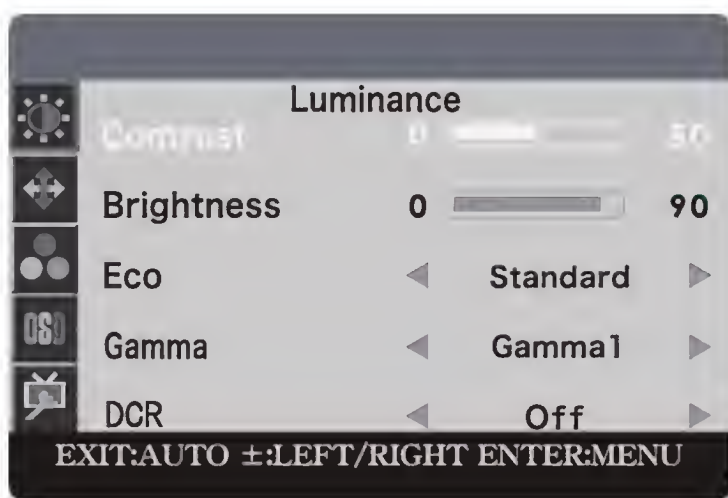 Luminance
Contrast 0 50
Brightness 0 90
Eco Standard
Gamma Gamma1
DCR Off
OSD
EXIT:AUTO ±:LEFT/RIGHT ENTER:MENU